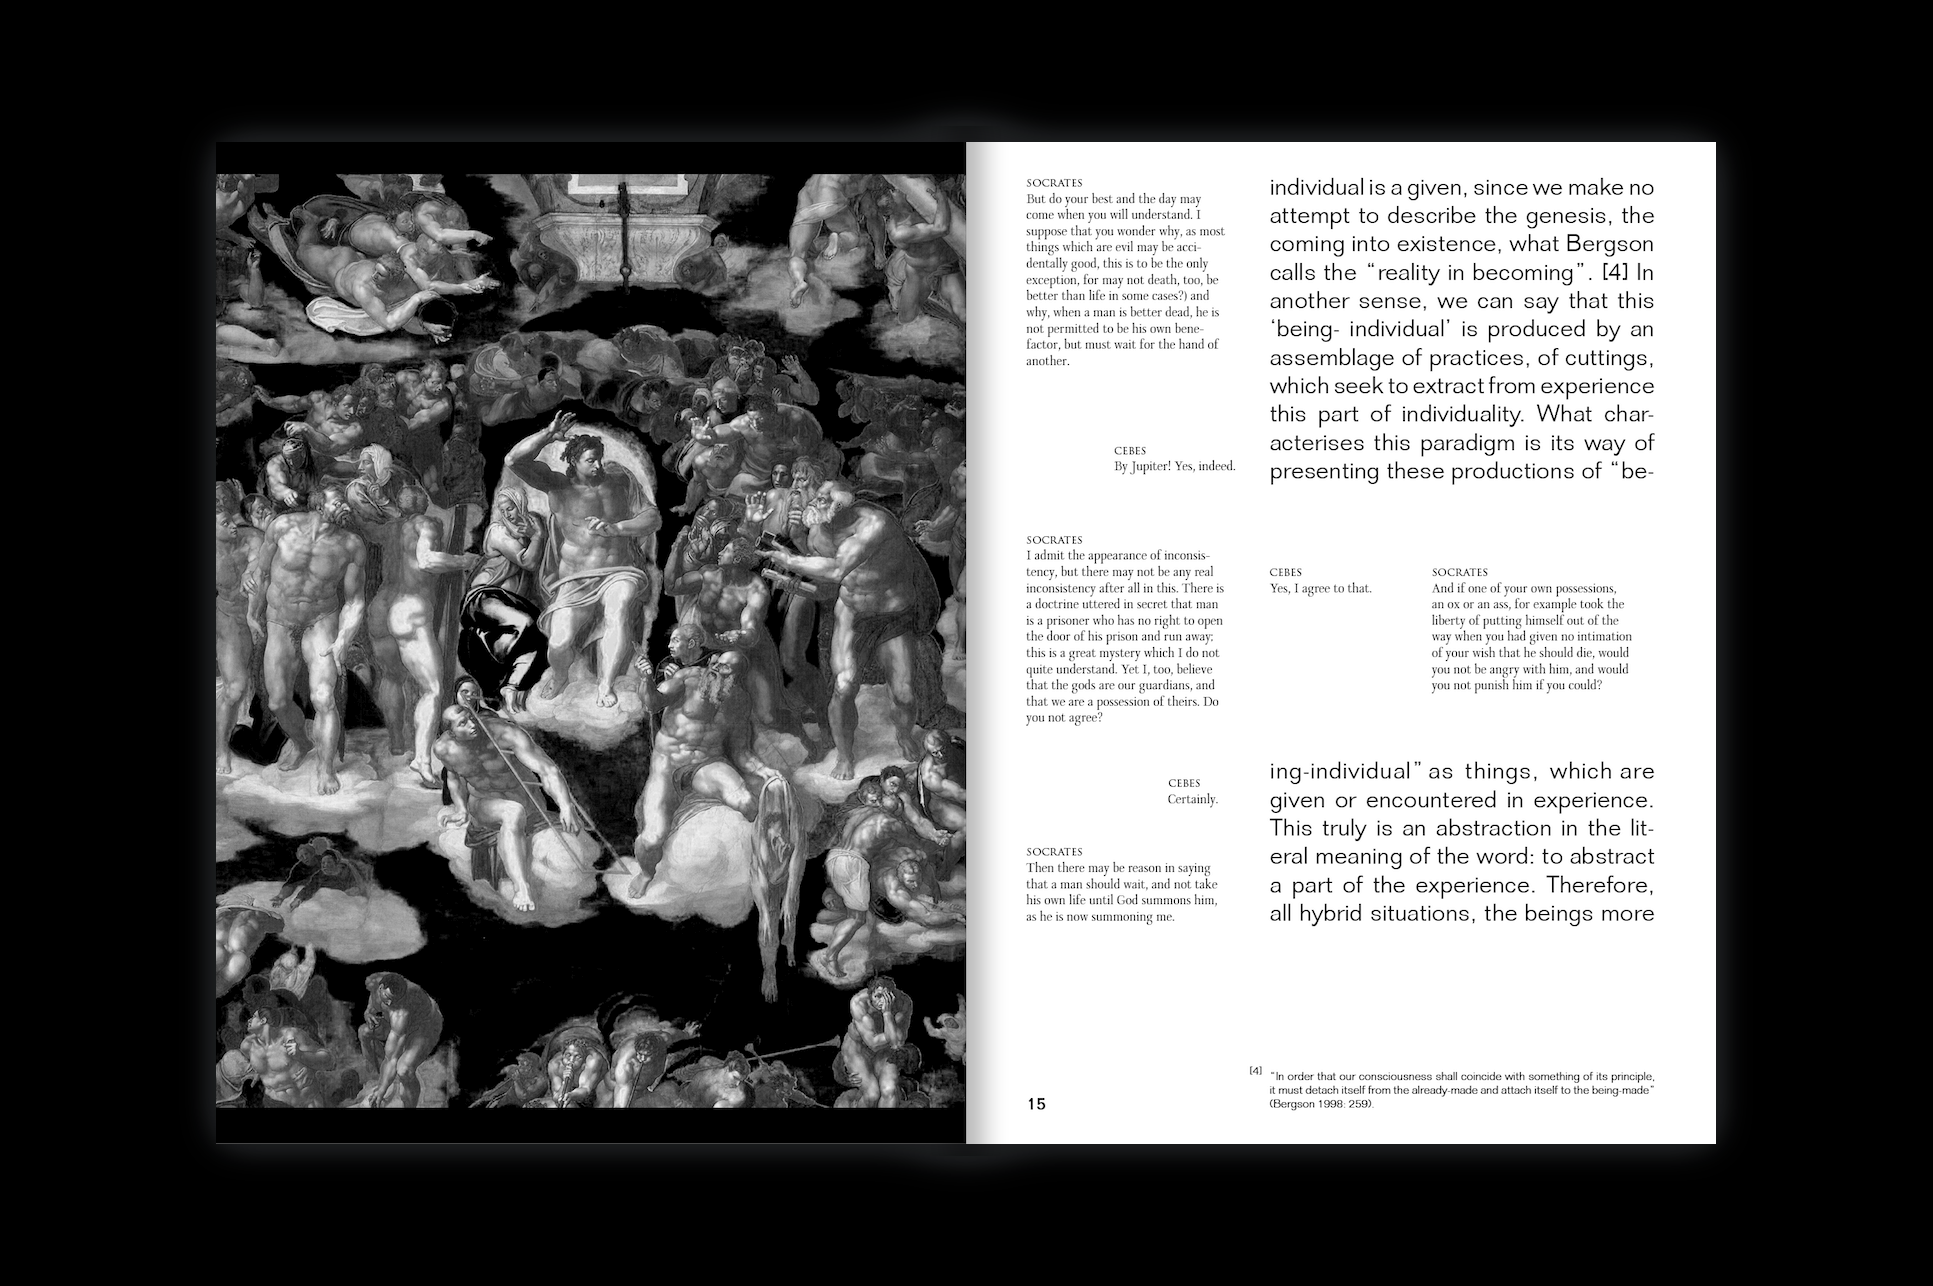 SOCRATES
But do your best and the day may
come when you will understand. I
suppose that you wonder why, as most
things which are evil may be acci-
dentally good, this is to be the only
exception, for may not death, too, be
better than life in some cases?) and
why, when a man is better dead, he is
not permitted to be his own bene-
factor, but must wait for the hand of
another.
CEBES
By Jupiter! Yes, indeed.
SOCRATES
I admit the appearance of inconsis-
tency, but there may not be any real
inconsistency after all in this. There is
a doctrine uttered in secret that man
is a prisoner who has no right to open
the door of his prison and run away;
this is a great mystery which I do not
quite understand. Yet I, too, believe
that the gods are our guardians, and
that we are a possession of theirs. Do
you not agree?
CEBES
Yes, I agree to that.
SOCRATES
And if one of your own possessions,
an ox or an ass, for example took the
liberty of putting himself out of the
way when you had given no intimation
of your wish that he should die, would
you not be angry with him, and would
you not punish him if you could?
CEBES
Certainly.
SOCRATES
Then there may be reason in saying
that a man should wait, and not take
his own life until God summons him,
as he is now summoning me.
individual is a given, since we make no
attempt to describe the genesis, the
coming into existence, what Bergson
calls the “reality in becoming”. [4] In
another sense, we can say that this
‘being- individual’ is produced by an
assemblage of practices, of cuttings,
which seek to extract from experience
this part of individuality. What char-
acterises this paradigm is its way of
presenting these productions of “be-
ing-individual” as things, which are
given or encountered in experience.
This truly is an abstraction in the lit-
eral meaning of the word: to abstract
a part of the experience. Therefore,
all hybrid situations, the beings more
[4] “In order that our consciousness shall coincide with something of its principle,
it must detach itself from the already-made and attach itself to the being-made”
(Bergson 1998: 259).
15